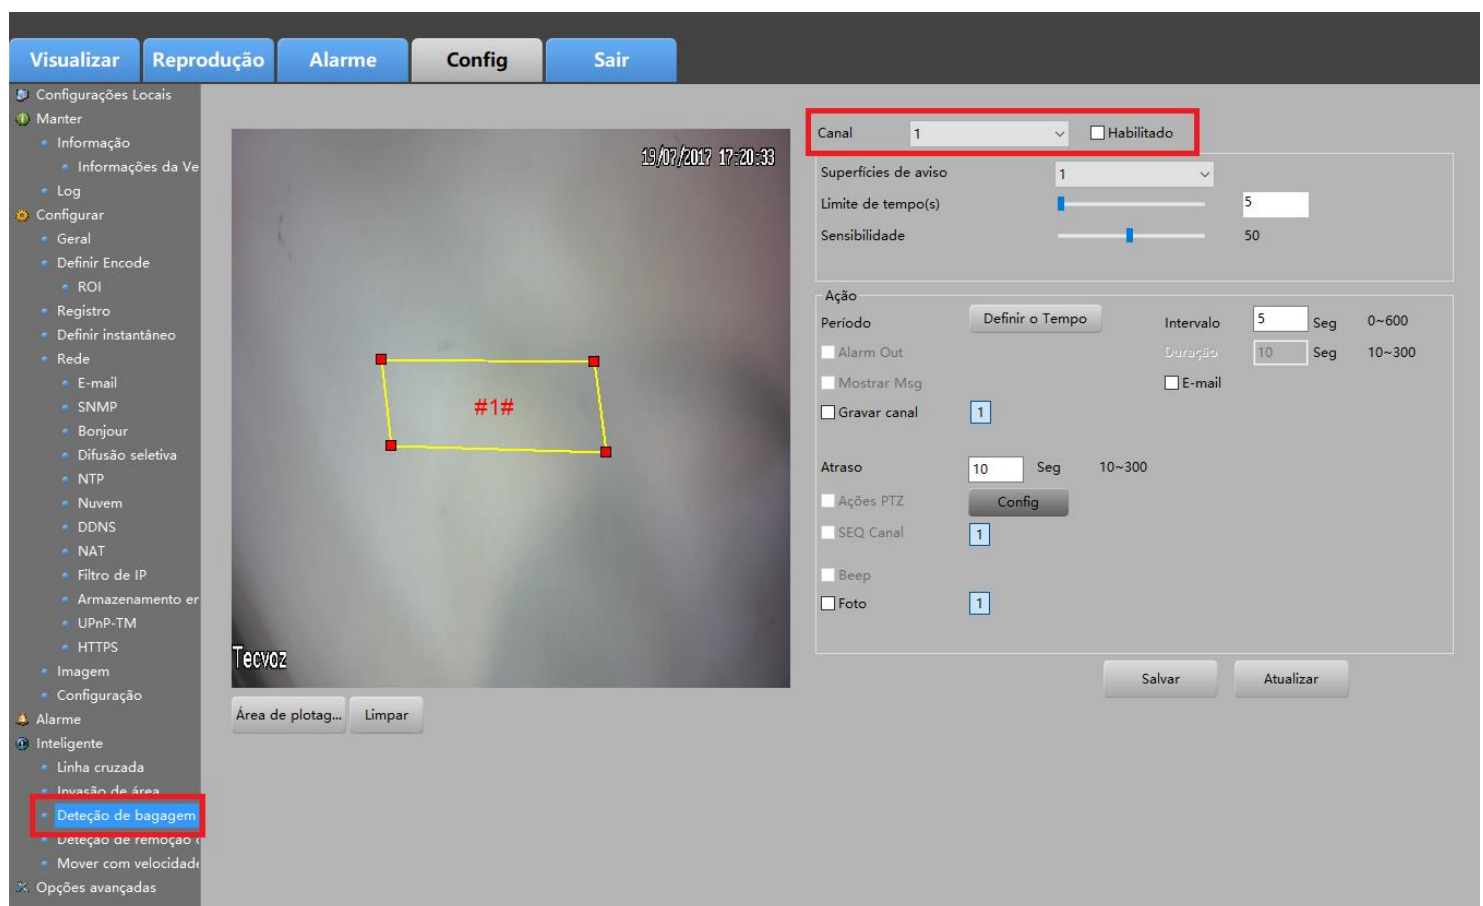 Visualizar Reprodução Alarme Config Sair
Configurações Locais
Manter
Informação
Informações da Ve
Log
Configurar
Geral
Definir Encode
ROI
Registro
Definir instantâneo
Rede
E-mail
SNMP
Bonjour
Difusão seletiva
NTP
Nuvem
DDNS
NAT
Filtro de IP
Armazenamento er
UPnP-TM
HTTPS
Imagem
Configuração
Alarme
Inteligente
Linha cruzada
Invasão de área
Deteção de bagagem
Deteção de remoção
Mover com velocidade
Opções avançadas
19/07/2017 17:20:33
#1#
Tecvoz
Área de plotag... Limpar
Canal 1 Habilitado
Superfícies de aviso 1
Limite de tempo(s) 5
Sensibilidade 50
Ação
Período Definir o Tempo Intervalo 5 Seg 0~600
Alarm Out Duração 10 Seg 10~300
Mostrar Msg E-mail
Gravar canal 1
Atraso 10 Seg 10~300
Ações PTZ Config
SEQ Canal 1
Beep
Foto 1
Salvar Atualizar